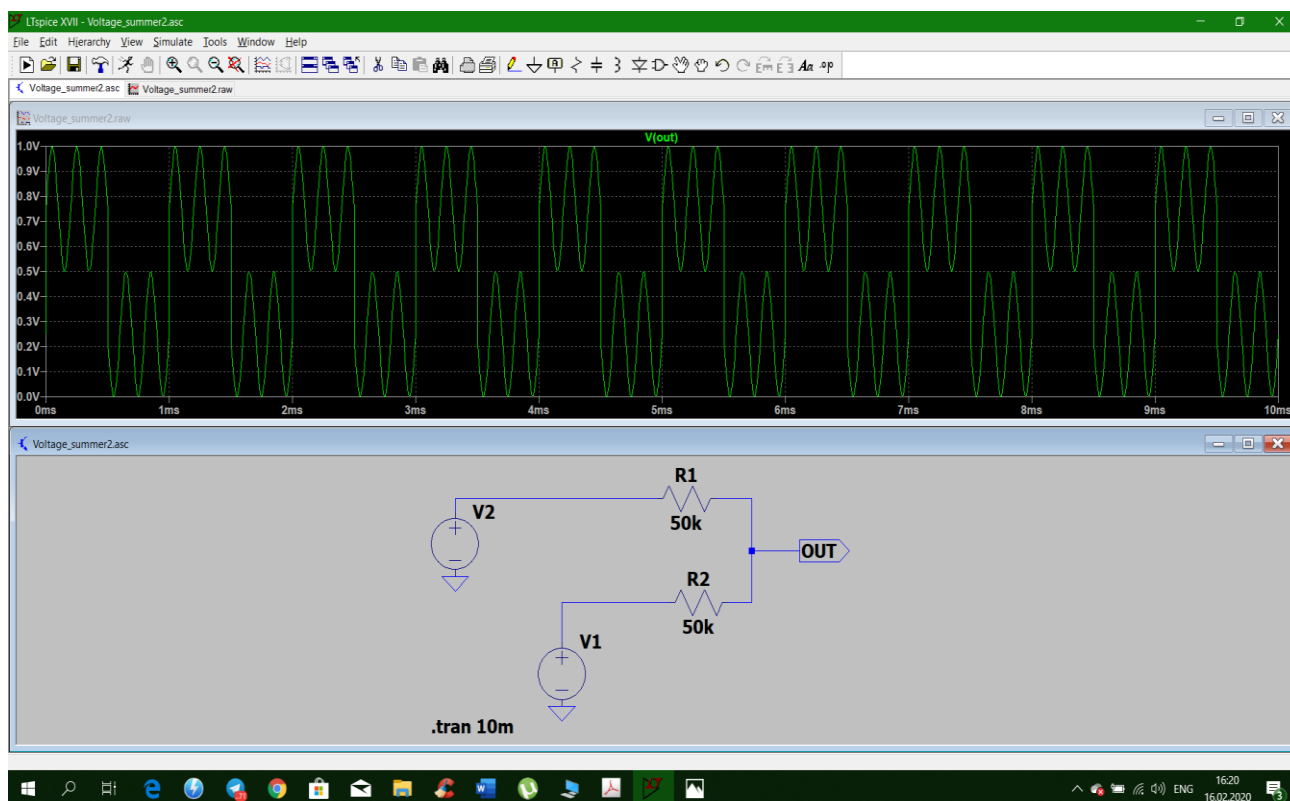 LTspice XVII - Voltage_summer2.asc
File Edit Hierarchy View Simulate Tools Window Help
Voltage_summer2.asc Voltage_summer2.raw
Voltage_summer2.raw
V(out)
1.0V
0.9V
0.8V
0.7V
0.6V
0.5V
0.4V
0.3V
0.2V
0.1V
0.0V
0ms 1ms 2ms 3ms 4ms 5ms 6ms 7ms 8ms 9ms 10ms
Voltage_summer2.asc
R1
V2
50k
OUT
R2
50k
V1
.tran 10m
ENG
16:20
16.02.2020
3